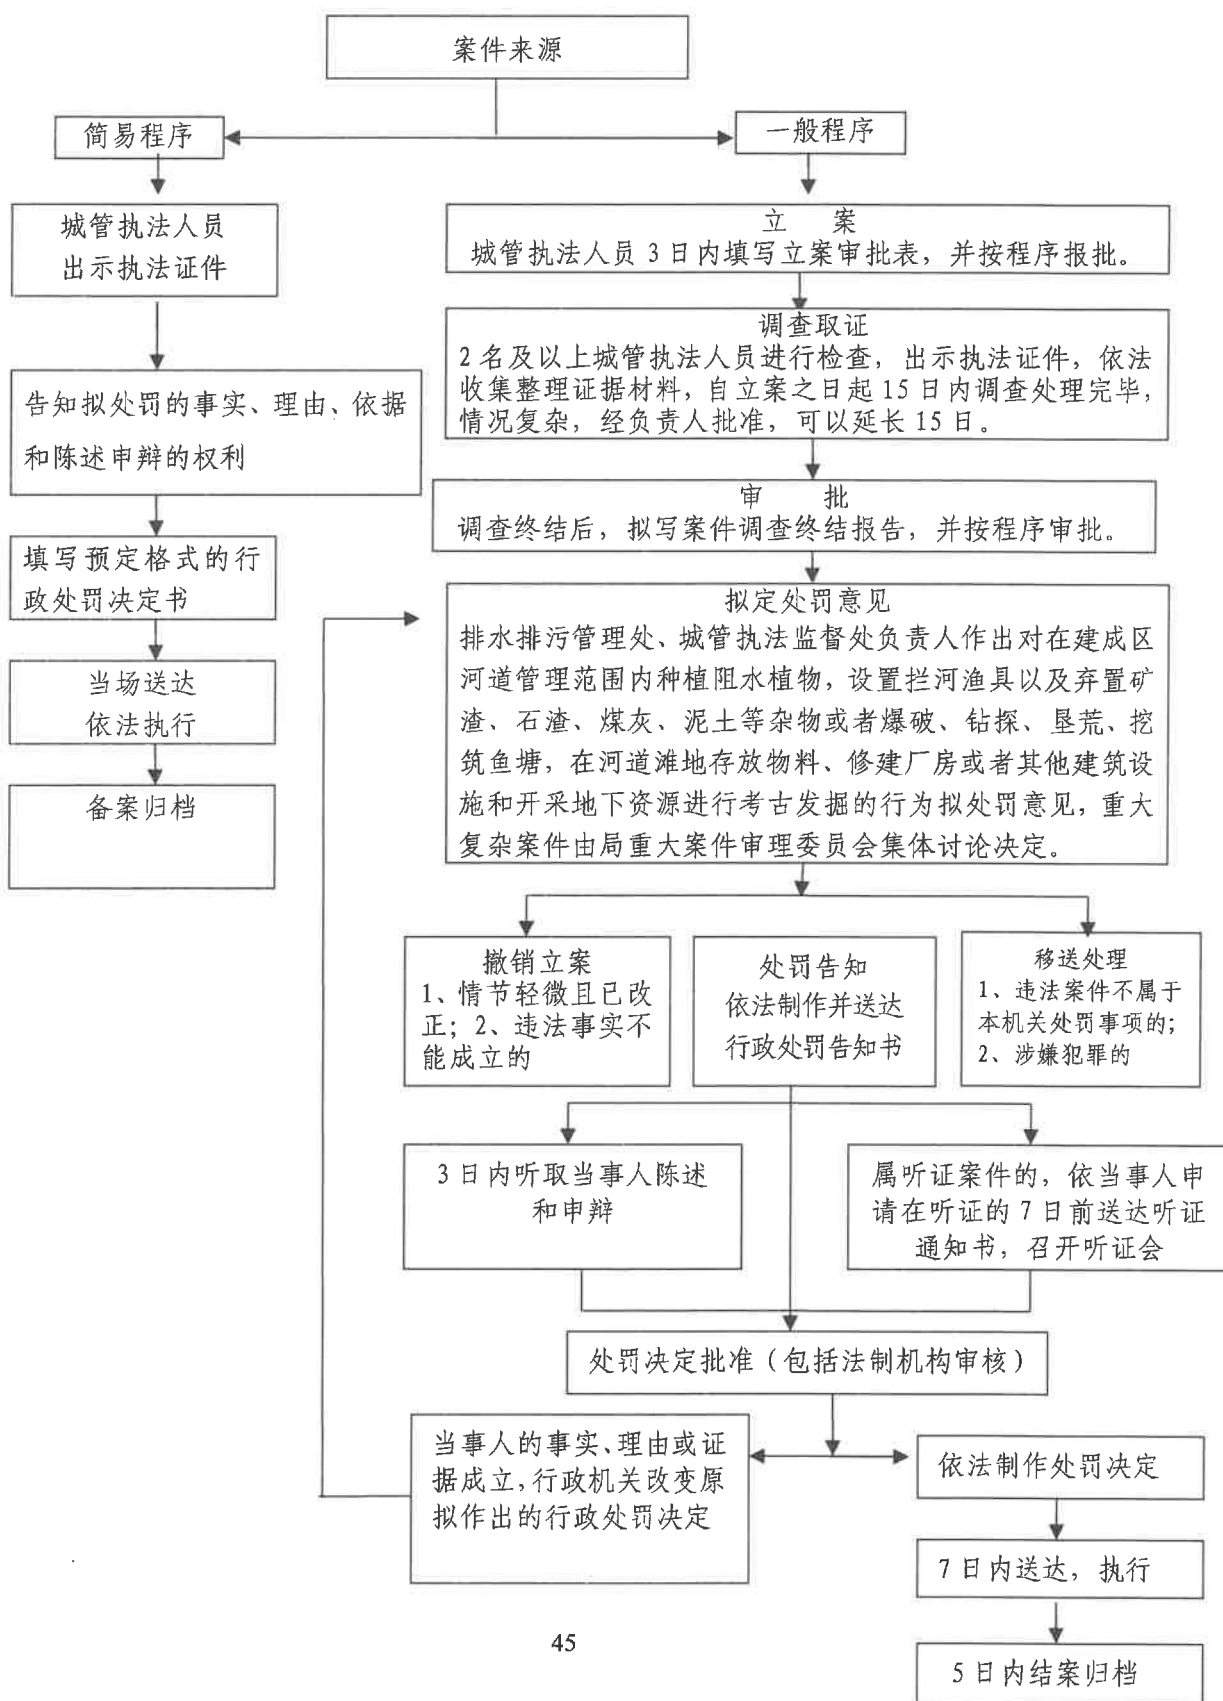 案件来源
简易程序
一般程序
城管执法人员
出示执法证件
告知拟处罚的事实、理由、依据
和陈述申辩的权利
填写预定格式的行
政处罚决定书
当场送达
依法执行
备案归档
立 案
城管执法人员 3 日内填写立案审批表，并按程序报批。
调查取证
2 名及以上城管执法人员进行检查，出示执法证件，依法
收集整理证据材料，自立案之日起 15 日内调查处理完毕，
情况复杂，经负责人批准，可以延长 15 日。
审 批
调查终结后，拟写案件调查终结报告，并按程序审批。
拟定处罚意见
排水排污管理处、城管执法监督处负责人作出对在建成区
河道管理范围内种植阻水植物，设置拦河渔具以及弃置矿
渣、石渣、煤灰、泥土等杂物或者爆破、钻探、垦荒、挖
筑鱼塘，在河道滩地存放物料、修建厂房或者其他建筑设
施和开采地下资源进行考古发掘的行为拟处罚意见，重大
复杂案件由局重大案件审理委员会集体讨论决定。
撤销立案
1、情节轻微且已改
正；2、违法事实不
能成立的
处罚告知
依法制作并送达
行政处罚告知书
移送处理
1、违法案件不属于
本机关处罚事项的；
2、涉嫌犯罪的
3 日内听取当事人陈述
和申辩
属听证案件的，依当事人申
请在听证的 7 日前送达听证
通知书，召开听证会
处罚决定批准（包括法制机构审核）
当事人的事实、理由或证
据成立，行政机关改变原
拟作出的行政处罚决定
依法制作处罚决定
7 日内送达，执行
5 日内结案归档
45